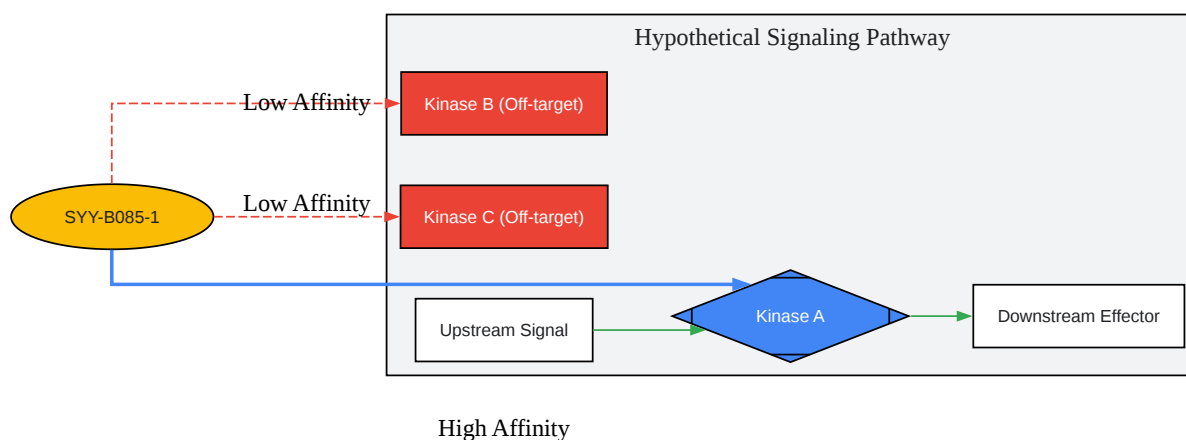 Hypothetical Signaling Pathway
Low Affinity
Kinase B (Off-target)
SYY-B085-1
Low Affinity
Kinase C (Off-target)
Upstream Signal
Kinase A
Downstream Effector
High Affinity